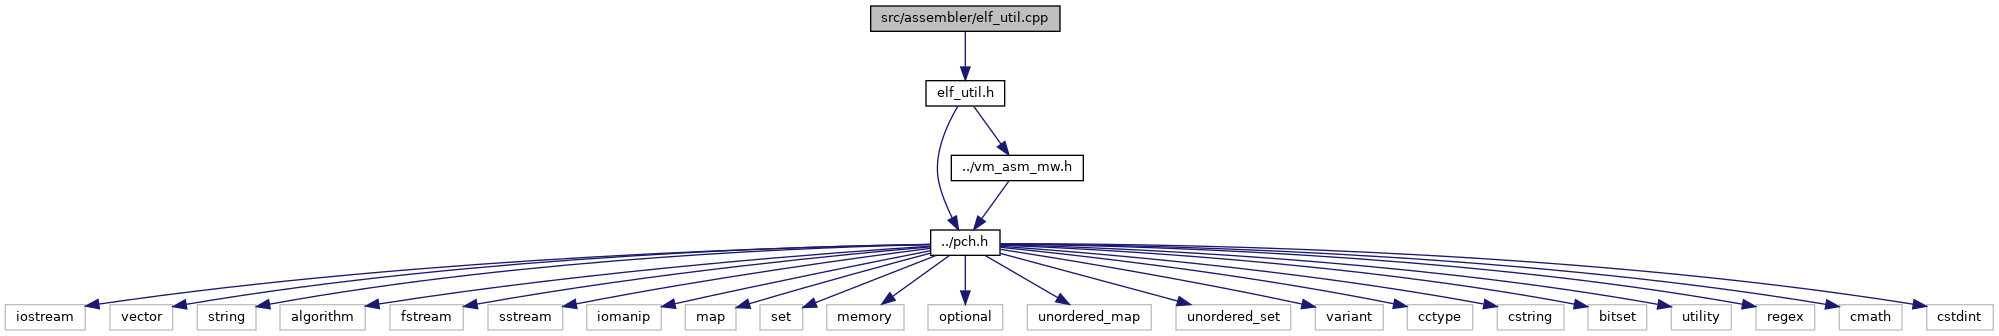 src/assembler/elf_util.cpp
elf_util.h
../vm_asm_mw.h
../pch.h
iostream
vector
string
algorithm
fstream
sstream
iomanip
map
set
memory
optional
unordered_map
unordered_set
variant
cctype
cstring
bitset
utility
regex
cmath
cstdint